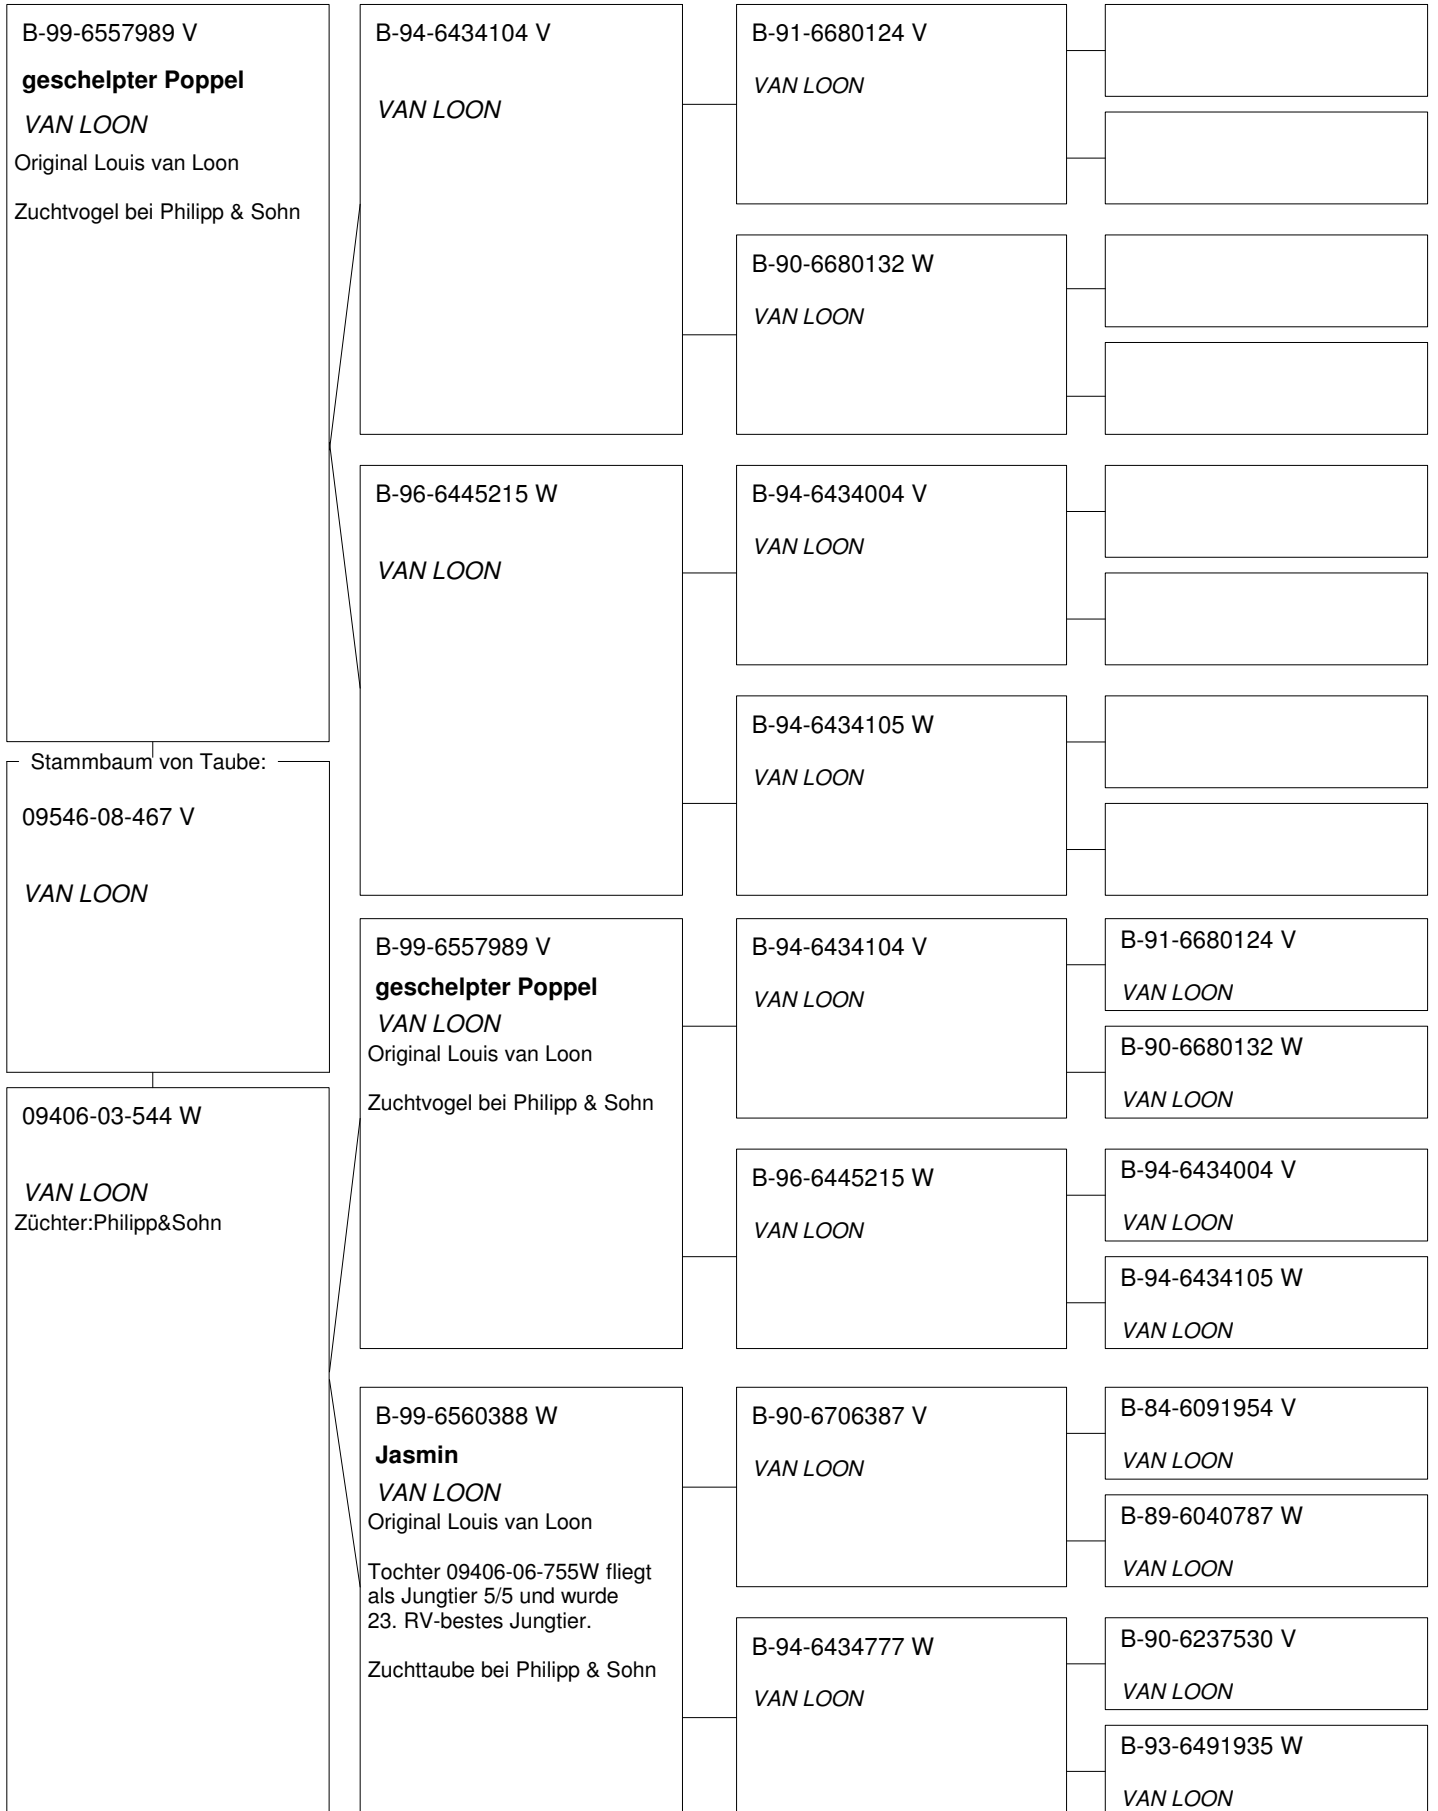 B-99-6557989 V
geschelpter Poppel
VAN LOON
Original Louis van Loon
Zuchtvogel bei Philipp & Sohn
Stammbaum von Taube:
09546-08-467 V
VAN LOON
09406-03-544 W
VAN LOON
Züchter:Philipp&Sohn
B-94-6434104 V
VAN LOON
B-96-6445215 W
VAN LOON
B-99-6557989 V
geschelpter Poppel
VAN LOON
Original Louis van Loon
Zuchtvogel bei Philipp & Sohn
B-99-6560388 W
Jasmin
VAN LOON
Original Louis van Loon
Tochter 09406-06-755W fliegt
als Jungtier 5/5 und wurde
23. RV-bestes Jungtier.
Zuchttaube bei Philipp & Sohn
B-91-6680124 V
VAN LOON
B-90-6680132 W
VAN LOON
B-94-6434004 V
VAN LOON
B-94-6434105 W
VAN LOON
B-94-6434104 V
VAN LOON
B-96-6445215 W
VAN LOON
B-90-6706387 V
VAN LOON
B-94-6434777 W
VAN LOON
B-91-6680124 V
VAN LOON
B-90-6680132 W
VAN LOON
B-94-6434004 V
VAN LOON
B-94-6434105 W
VAN LOON
B-84-6091954 V
VAN LOON
B-89-6040787 W
VAN LOON
B-90-6237530 V
VAN LOON
B-93-6491935 W
VAN LOON